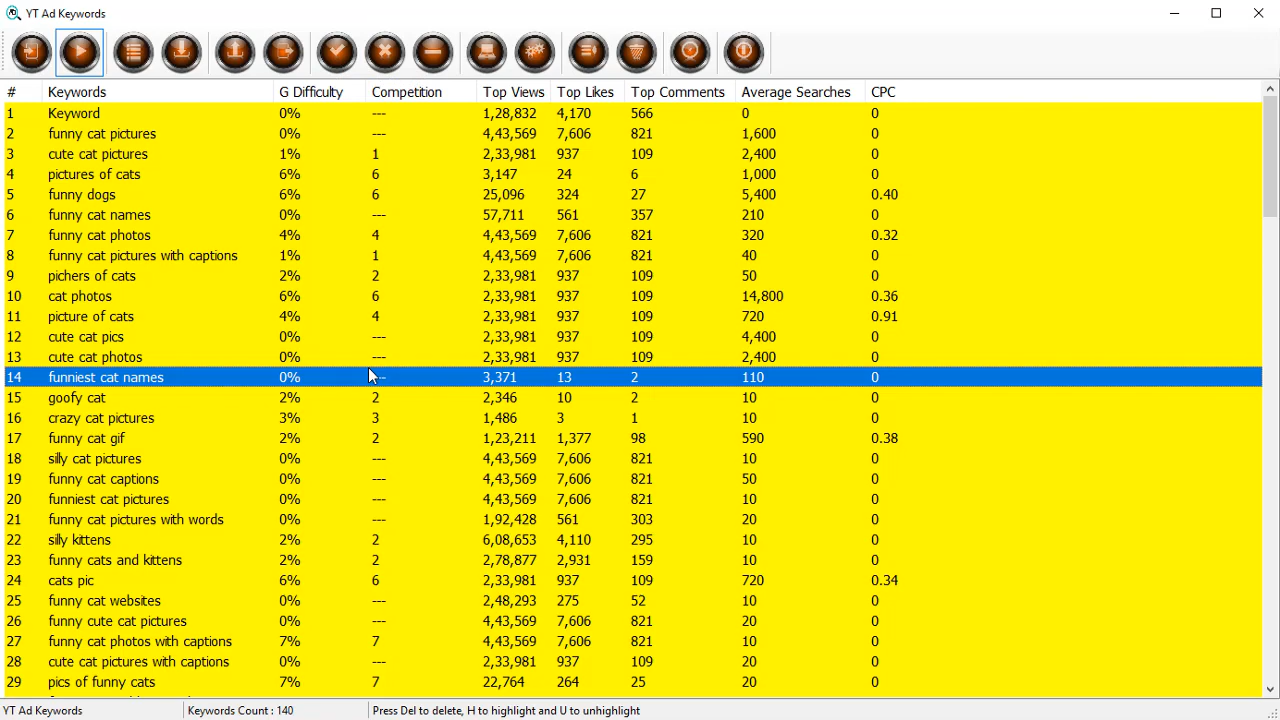 YT Ad Keywords
# Keywords G Difficulty Competition Top Views Top Likes Top Comments Average Searches CPC
1 Keyword 0% --- 1,28,832 4,170 566 0 0
2 funny cat pictures 0% --- 4,43,569 7,606 821 1,600 0
3 cute cat pictures 1% 1 2,33,981 937 109 2,400 0
4 pictures of cats 6% 6 3,147 24 6 1,000 0
5 funny dogs 6% 6 25,096 324 27 5,400 0.40
6 funny cat names 0% --- 57,711 561 357 210 0
7 funny cat photos 4% 4 4,43,569 7,606 821 320 0.32
8 funny cat pictures with captions 1% 1 4,43,569 7,606 821 40 0
9 pichers of cats 2% 2 2,33,981 937 109 50 0
10 cat photos 6% 6 2,33,981 937 109 14,800 0.36
11 picture of cats 4% 4 2,33,981 937 109 720 0.91
12 cute cat pics 0% --- 2,33,981 937 109 4,400 0
13 cute cat photos 0% --- 2,33,981 937 109 2,400 0
14 funniest cat names 0% --- 3,371 13 2 110 0
15 goofy cat 2% 2 2,346 10 2 10 0
16 crazy cat pictures 3% 3 1,486 3 1 10 0
17 funny cat gif 2% 2 1,23,211 1,377 98 590 0.38
18 silly cat pictures 0% --- 4,43,569 7,606 821 10 0
19 funny cat captions 0% --- 4,43,569 7,606 821 50 0
20 funniest cat pictures 0% --- 4,43,569 7,606 821 10 0
21 funny cat pictures with words 0% --- 1,92,428 561 303 20 0
22 silly kittens 2% 2 6,08,653 4,110 295 10 0
23 funny cats and kittens 2% 2 2,78,877 2,931 159 10 0
24 cats pic 6% 6 2,33,981 937 109 720 0.34
25 funny cat websites 0% --- 2,48,293 275 52 10 0
26 funny cute cat pictures 0% --- 4,43,569 7,606 821 20 0
27 funny cat photos with captions 7% 7 4,43,569 7,606 821 10 0
28 cute cat pictures with captions 0% --- 2,33,981 937 109 20 0
29 pics of funny cats 7% 7 22,764 264 25 20 0
YT Ad Keywords Keywords Count : 140 Press Del to delete, H to highlight and U to unhighlight